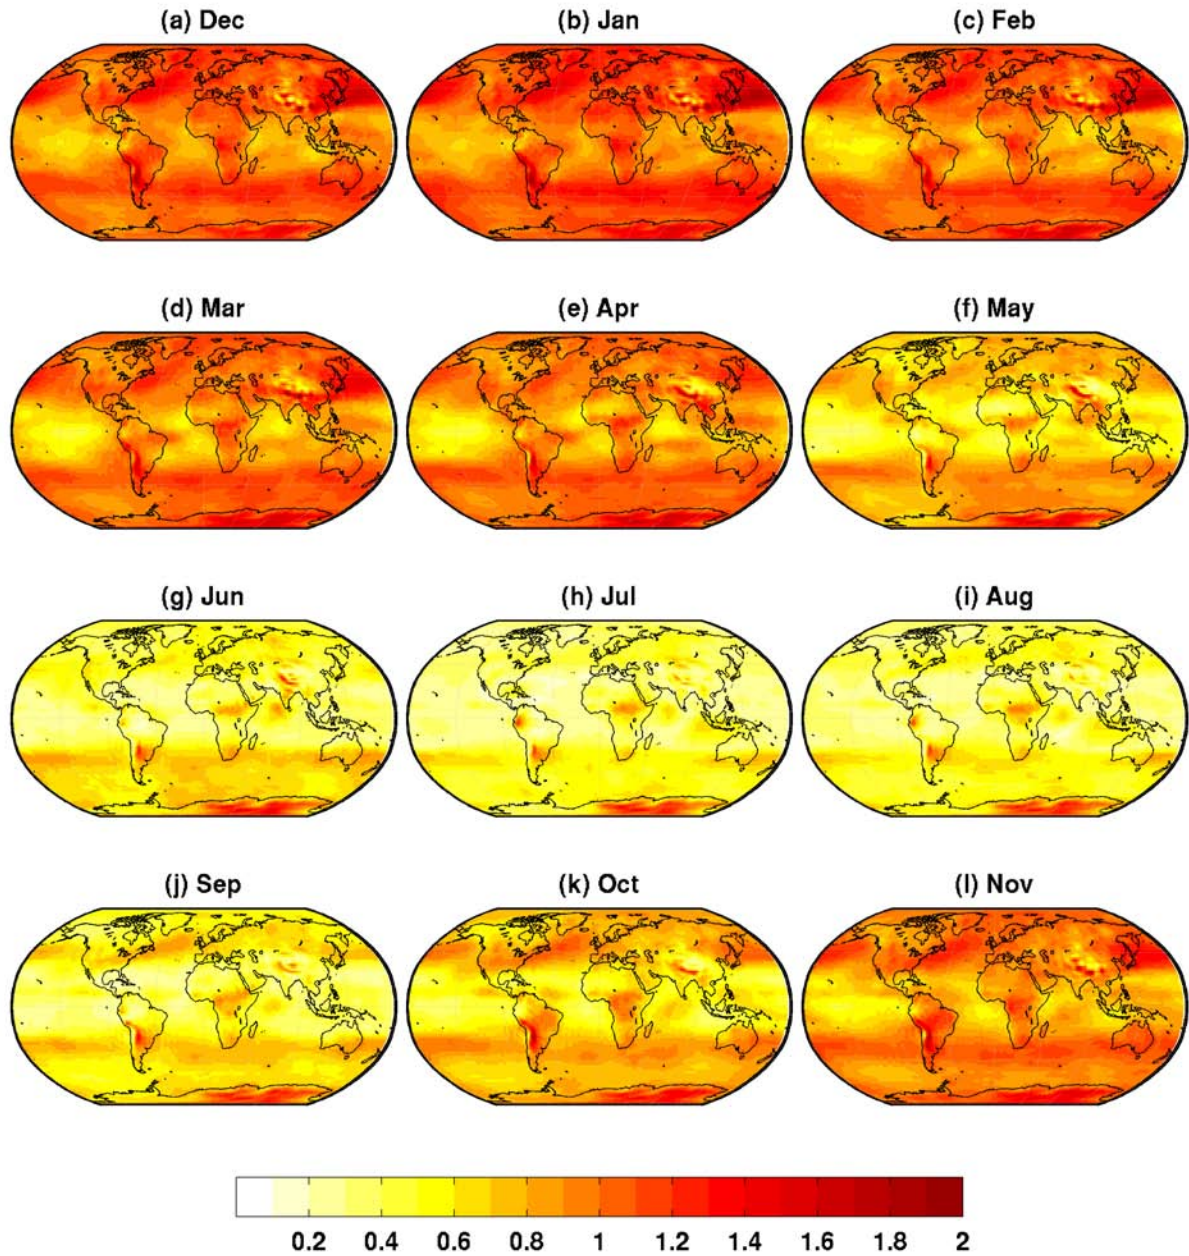 (a) Dec (b) Jan (c) Feb
(d) Mar (e) Apr (f) May
(g) Jun (h) Jul (i) Aug
(j) Sep (k) Oct (l) Nov
0.2 0.4 0.6 0.8 1 1.2 1.4 1.6 1.8 2